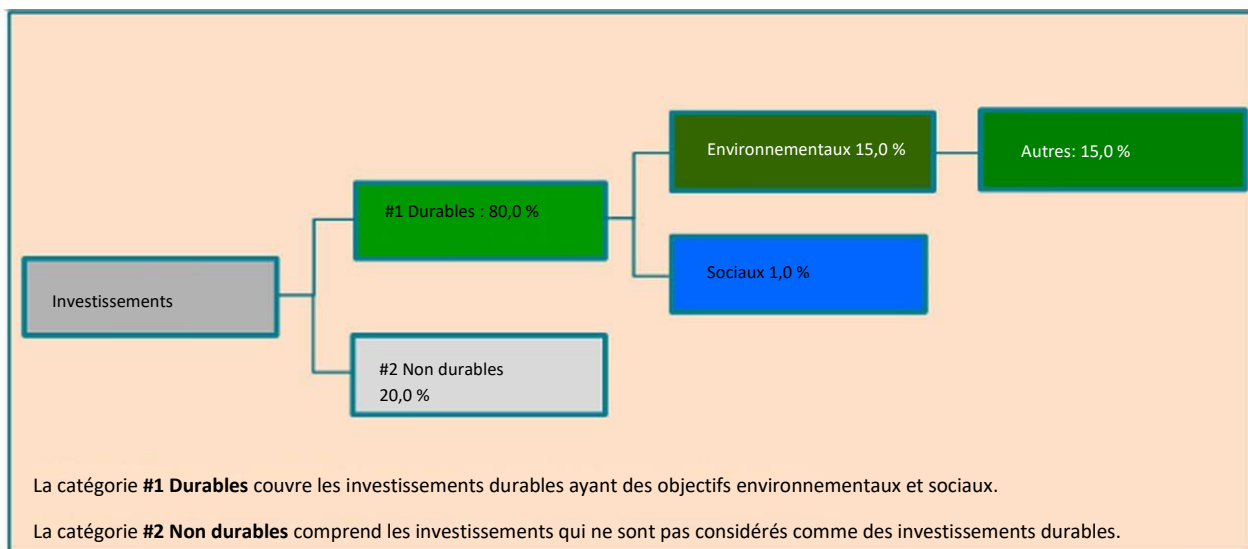 Environnementaux 15,0 %
Autres: 15,0 %
#1 Durables : 80,0 %
Sociaux 1,0 %
Investissements
#2 Non durables
20,0 %
La catégorie #1 Durables couvre les investissements durables ayant des objectifs environnementaux et sociaux.
La catégorie #2 Non durables comprend les investissements qui ne sont pas considérés comme des investissements durables.